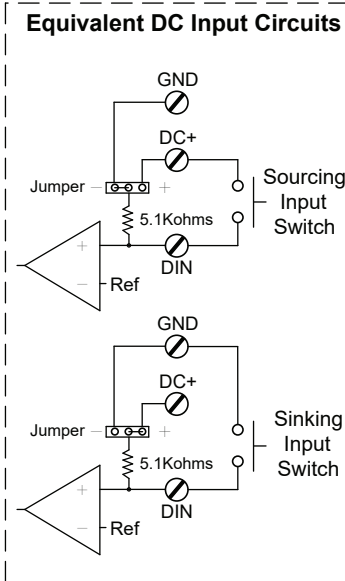 Equivalent DC Input Circuits
GND
DC+
Jumper − +
Sourcing
Input
Switch
5.1Kohms
+
DIN
−
Ref
GND
DC+
Jumper − +
Sinking
Input
Switch
5.1Kohms
+
DIN
−
Ref